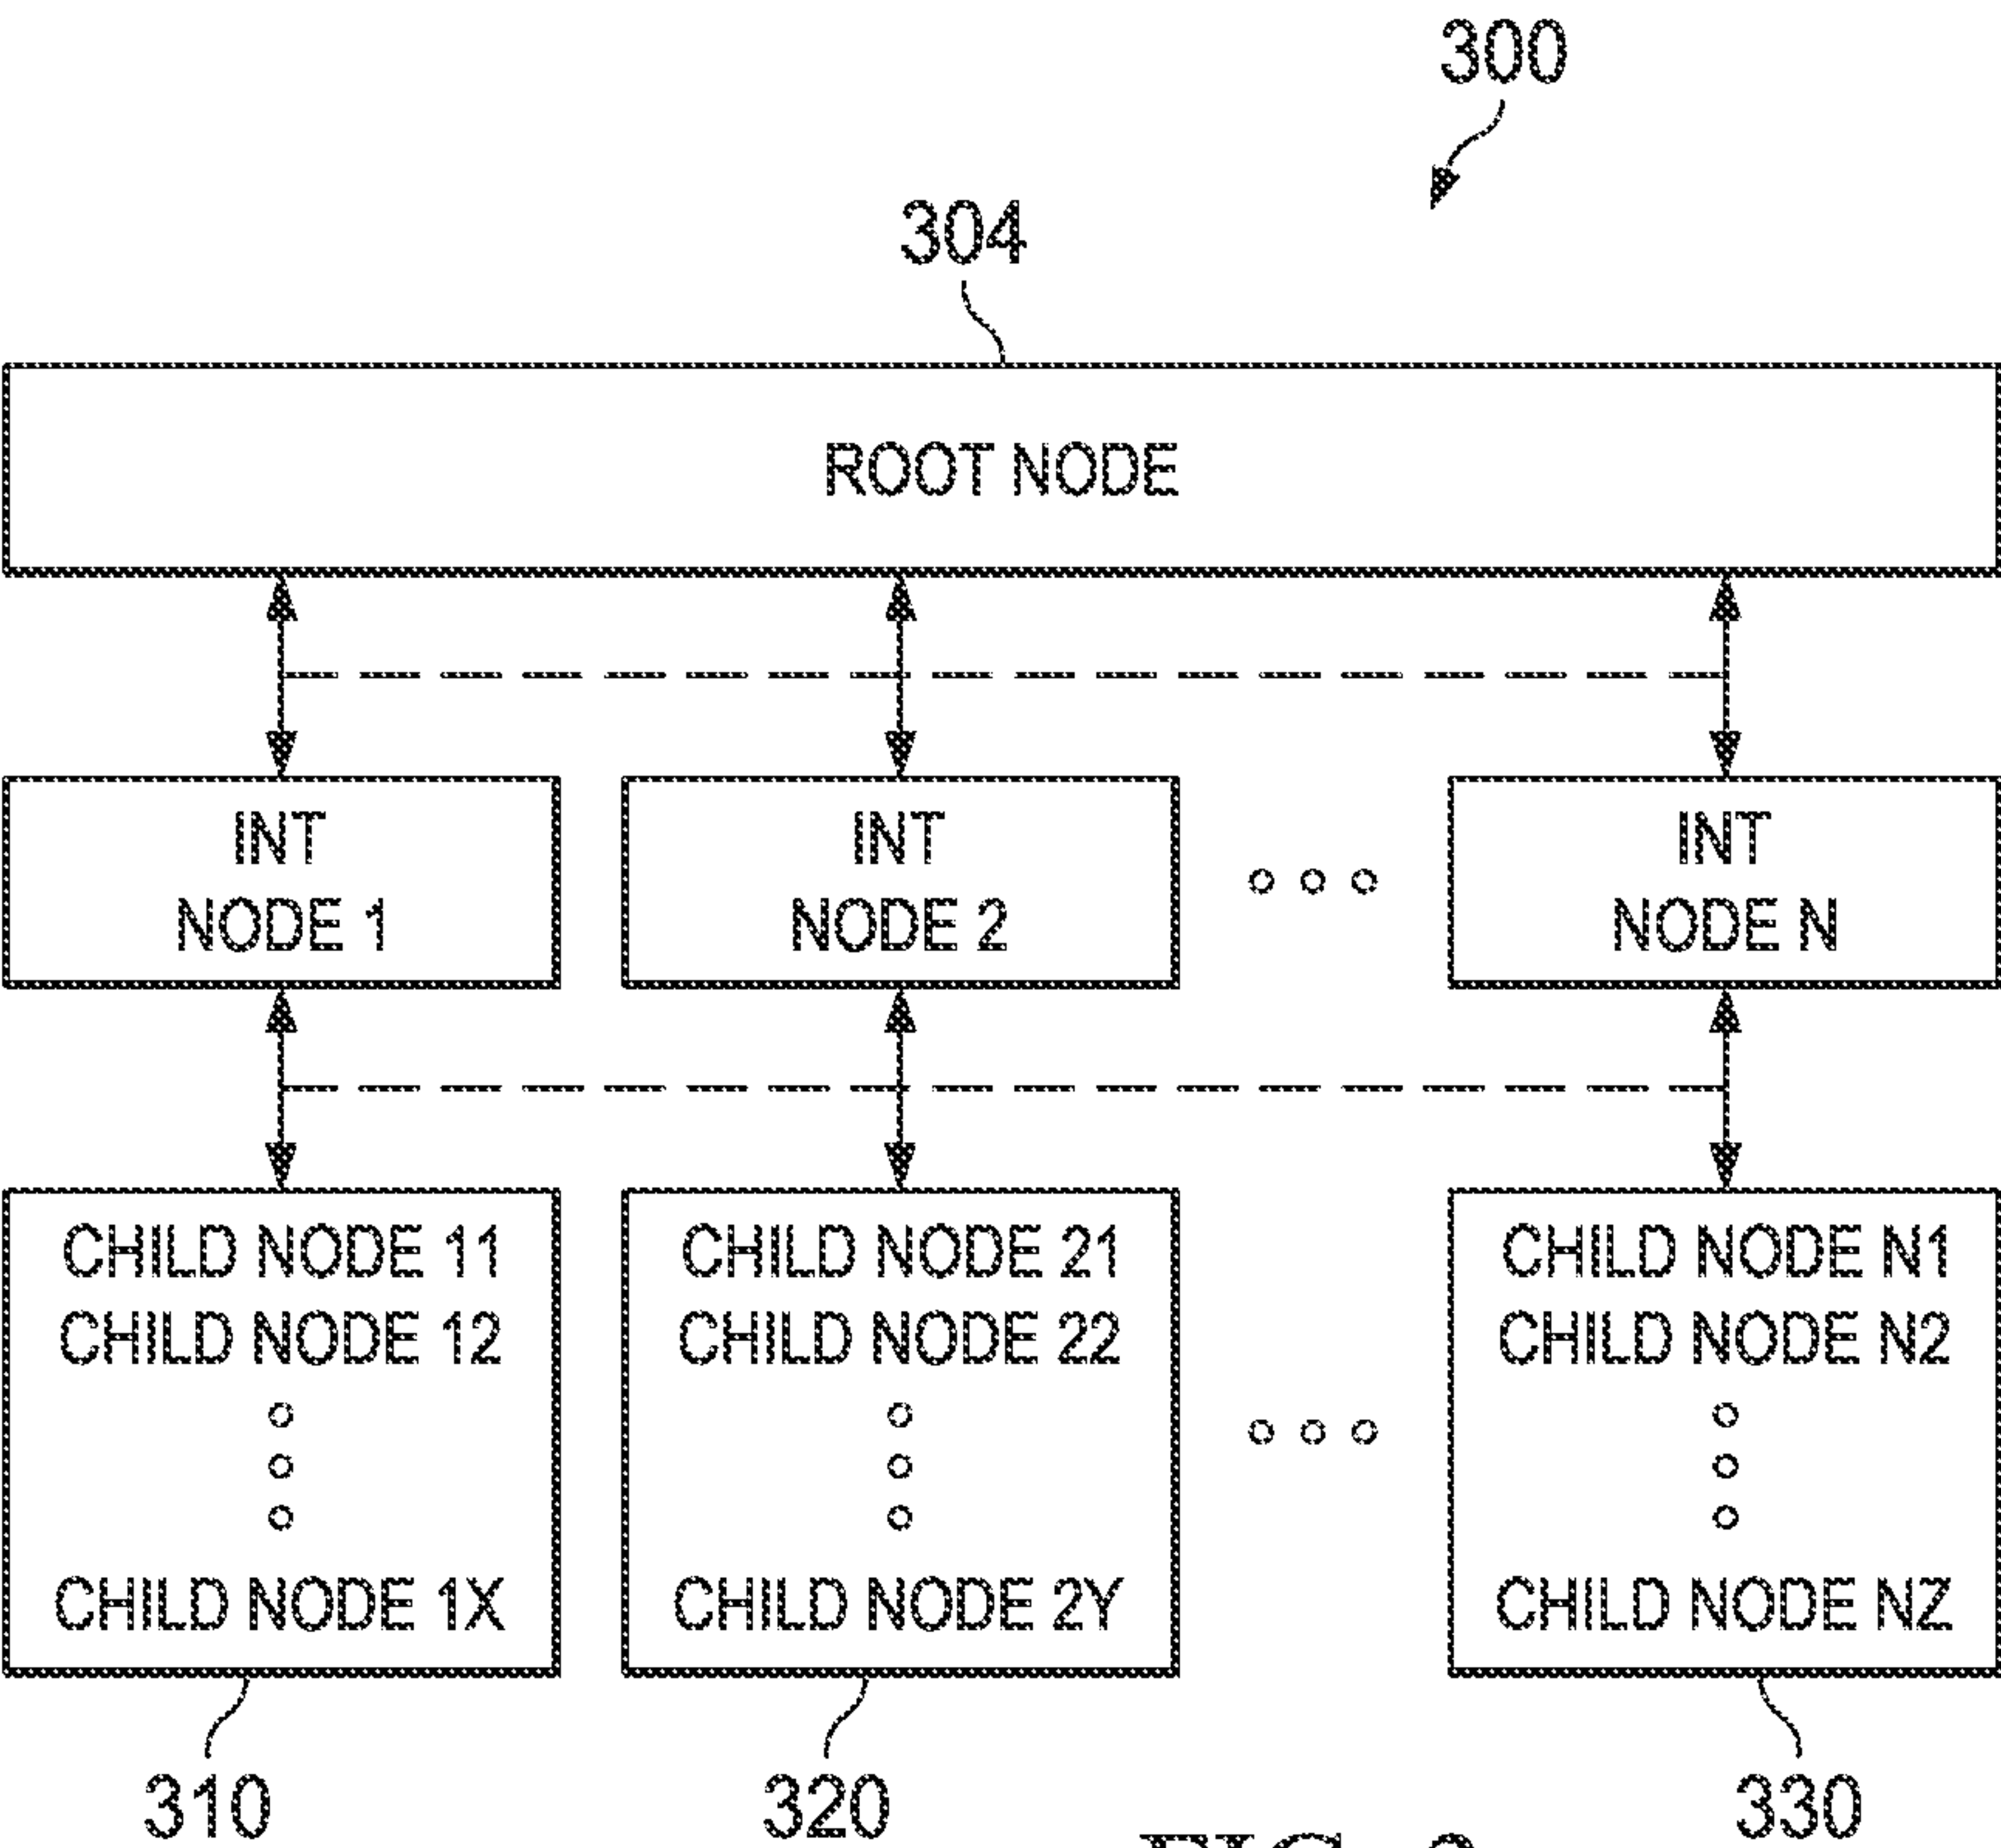 300
304
ROOT NODE
INT
NODE 1
INT
NODE 2
INT
NODE N
CHILD NODE 11
CHILD NODE 12
CHILD NODE 1X
CHILD NODE 21
CHILD NODE 22
CHILD NODE 2Y
CHILD NODE N1
CHILD NODE N2
CHILD NODE NZ
310
320
330
FIG.